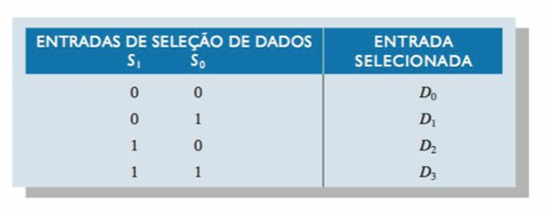 ENTRADAS DE SELEÇÃO DE DADOS ENTRADA
S₁ S₀ SELECIONADA
0 0 D₀
0 1 D₁
1 0 D₂
1 1 D₃